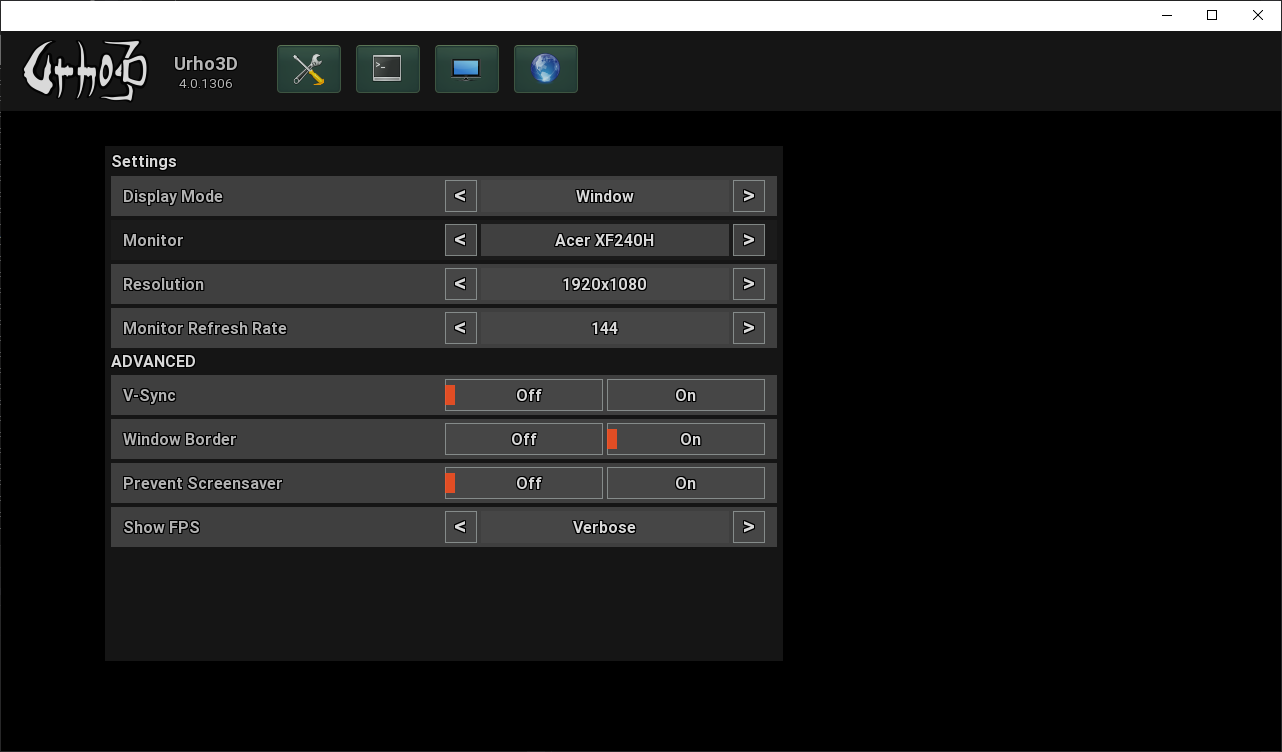 Urho3D
Urho3D
4.0.1306
>-
Settings
Display Mode < Window >
Monitor < Acer XF240H >
Resolution < 1920x1080 >
Monitor Refresh Rate < 144 >
ADVANCED
V-Sync Off On
Window Border Off On
Prevent Screensaver Off On
Show FPS < Verbose >